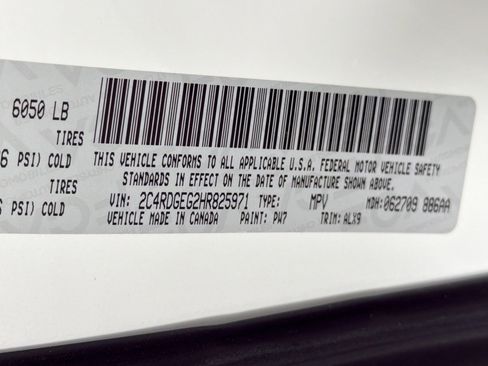 6050 LB
TIRES
PSI) COLD
TIRES
PSI) COLD
THIS VEHICLE CONFORMS TO ALL APPLICABLE U.S.A. FEDERAL MOTOR VEHICLE SAFETY
STANDARDS IN EFFECT ON THE DATE OF MANUFACTURE SHOWN ABOVE.
VIN: 2C4RDGEG2HR825971 TYPE: MPV MDH:062709 886AA
VEHICLE MADE IN CANADA PAINT: PW7 TRIM: ALX9